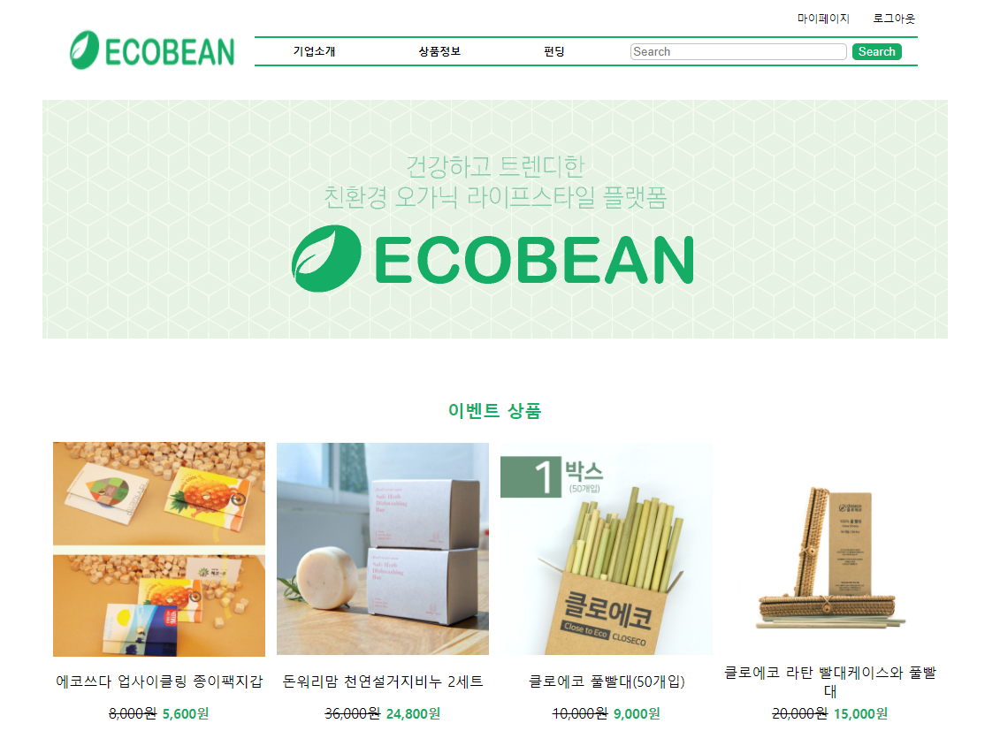 마이페이지 로그아웃
ECOBEAN
기업소개 상품정보 펀딩 Search Search
건강하고 트렌디한
친환경 오가닉 라이프스타일 플랫폼
ECOBEAN
이벤트 상품
Safe Herb
Dishwashing
Bar
Safe Herb
Dishwashing
Bar
1 박스
(50개입)
클로에코
Close to Eco CLOSECO
에코쓰다 업사이클링 종이팩지갑
8,000원 5,600원
돈워리맘 천연설거지비누 2세트
36,000원 24,800원
클로에코 풀빨대(50개입)
10,000원 9,000원
클로에코 라탄 빨대케이스와 풀빨
대
20,000원 15,000원